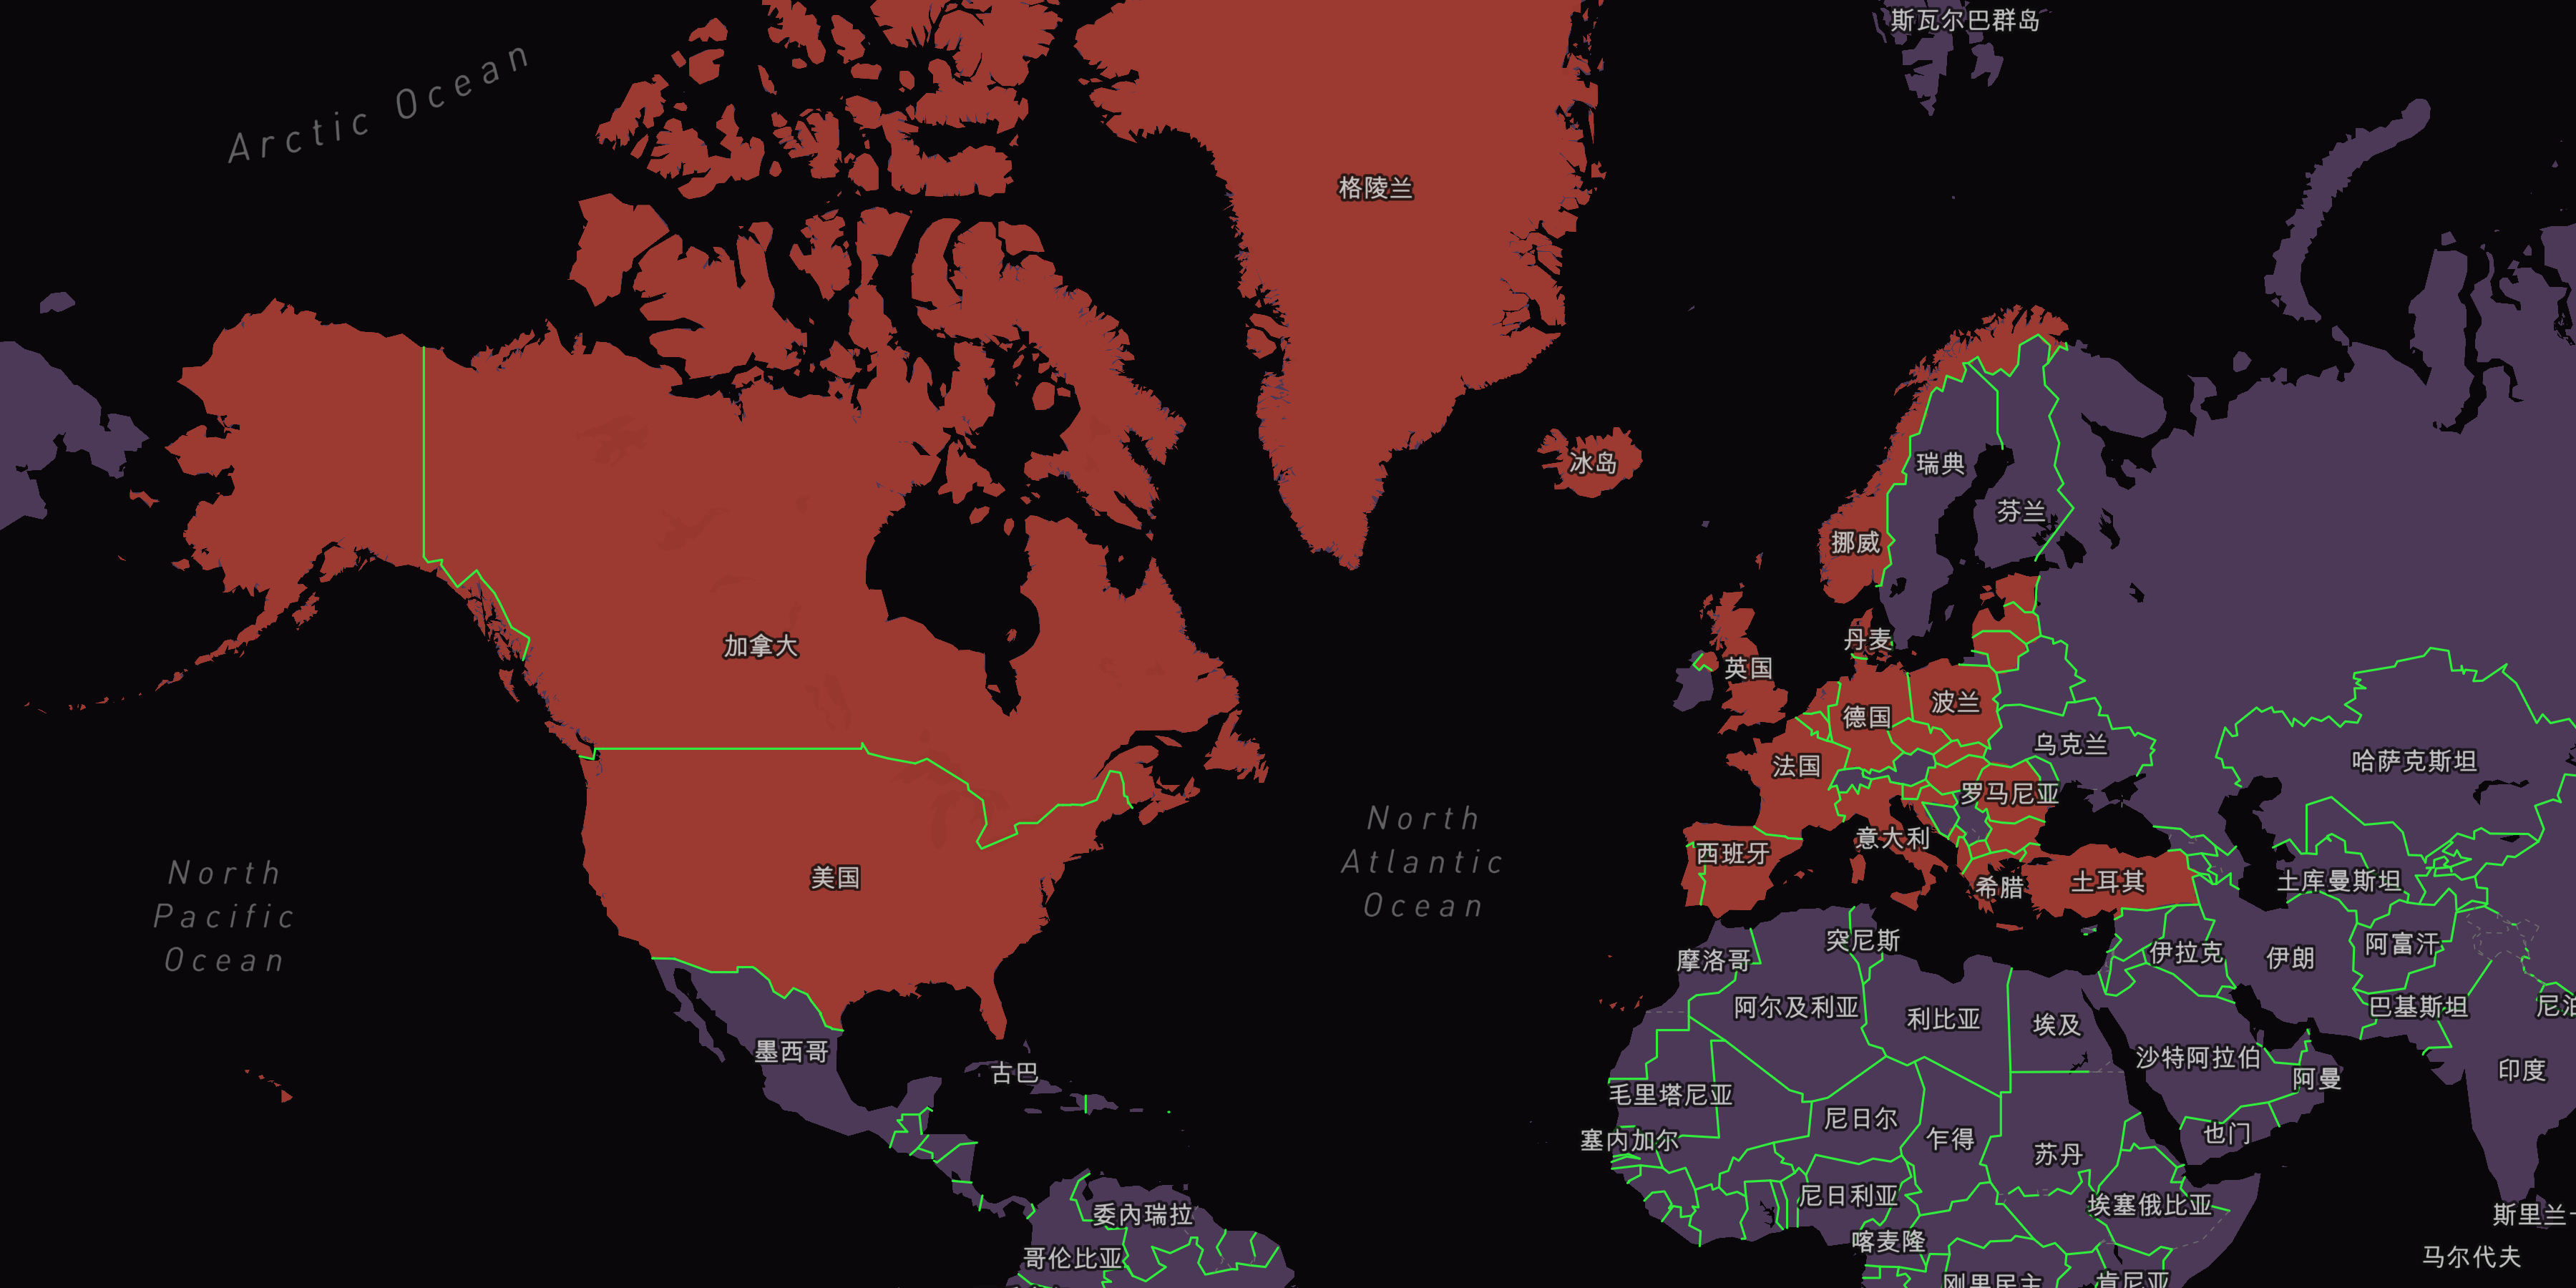 斯瓦尔巴群岛
Arctic Ocean
格陵兰
冰岛
瑞典
芬兰
挪威
丹麦
加拿大
英国
波兰
德国
乌克兰
哈萨克斯坦
法国
罗马尼亚
North
Atlantic
Ocean
意大利
西班牙
美国
North
Pacific
Ocean
希腊
土耳其
土库曼斯坦
突尼斯
摩洛哥
伊拉克
伊朗
阿富汗
阿尔及利亚
利比亚
埃及
巴基斯坦
墨西哥
古巴
沙特阿拉伯
阿曼
印度
毛里塔尼亚
尼日尔
乍得
苏丹
也门
塞内加尔
尼日利亚
埃塞俄比亚
委内瑞拉
斯里兰
喀麦隆
哥伦比亚
马尔代夫
刚果民主
肯尼亚